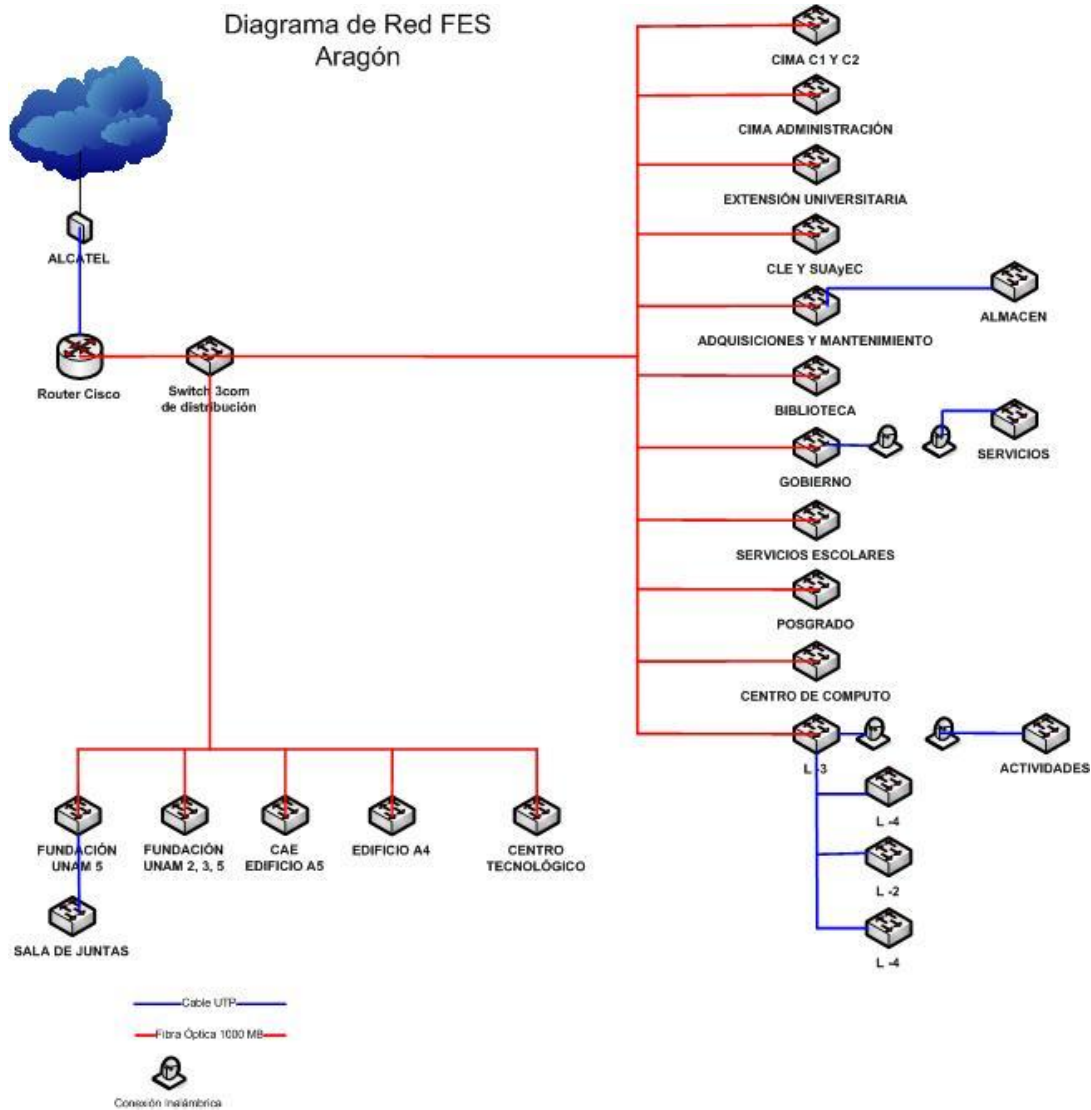 Diagrama de Red FES
Aragón
CIMA C1 Y C2
CIMA ADMINISTRACIÓN
EXTENSIÓN UNIVERSITARIA
CLE Y SUAyEC
ALCATEL
ALMACEN
ADQUISICIONES Y MANTENIMIENTO
Router Cisco
Switch 3com
de distribución
BIBLIOTECA
SERVICIOS
GOBIERNO
SERVICIOS ESCOLARES
POSGRADO
CENTRO DE COMPUTO
L -3
ACTIVIDADES
L -4
L -2
L -4
FUNDACIÓN
UNAM 5
FUNDACIÓN
UNAM 2, 3, 5
CAE
EDIFICIO A5
EDIFICIO A4
CENTRO
TECNOLÓGICO
SALA DE JUNTAS
Cable UTP
Fibra Óptica 1000 MB
Conexión Inalámbrica